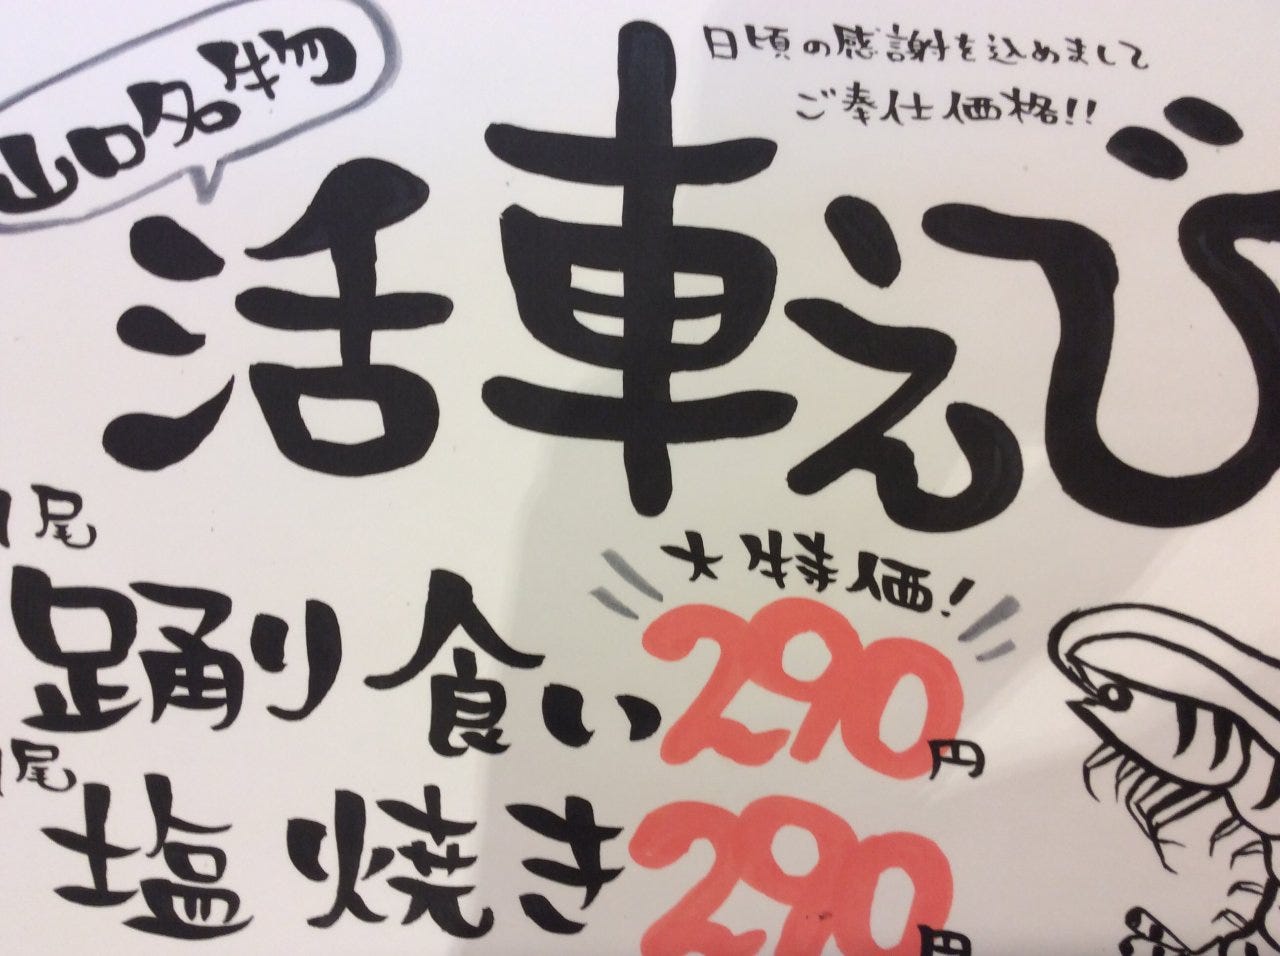 山口名物
日頃の感謝を込めまして
ご奉仕価格!!
活車えび
1尾
大特価!
踊り食い290円
1尾
塩焼き290円